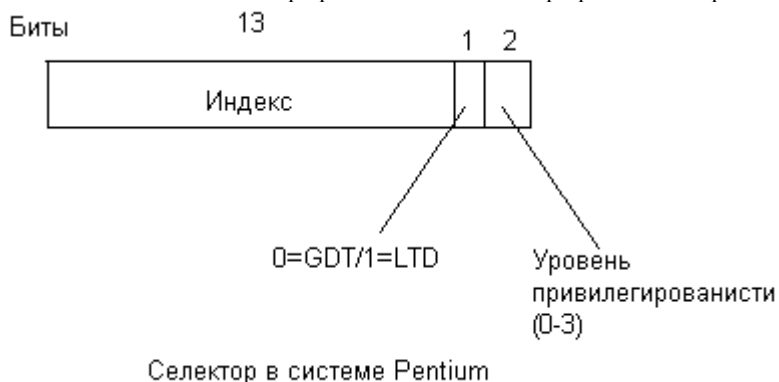 Биты
13
1
2
Индекс
0=GDT/1=LTD
Уровень
привилегированисти
(0-3)
Селектор в системе Pentium